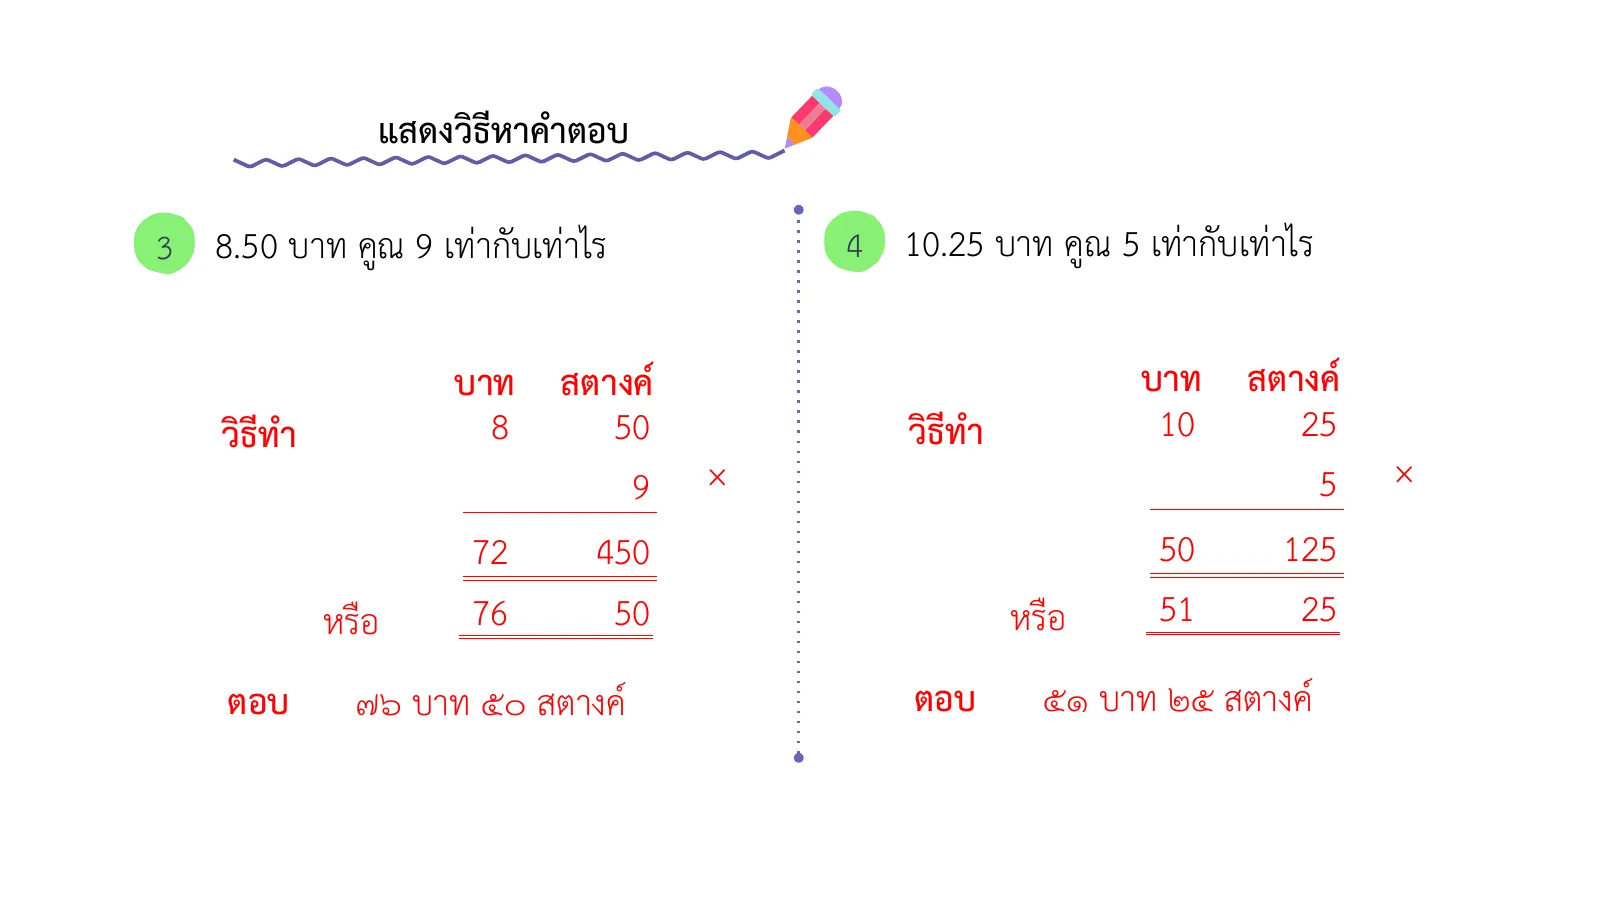 แสดงวิธีหาคำตอบ
3 8.50 บาท คูณ 9 เท่ากับเท่าไร
บาท สตางค์
วิธีทำ 8 50
9 ×
72 450
หรือ 76 50
ตอบ ๗๖ บาท ๕๐ สตางค์
4 10.25 บาท คูณ 5 เท่ากับเท่าไร
บาท สตางค์
วิธีทำ 10 25
5 ×
50 125
หรือ 51 25
ตอบ ๕๑ บาท ๒๕ สตางค์